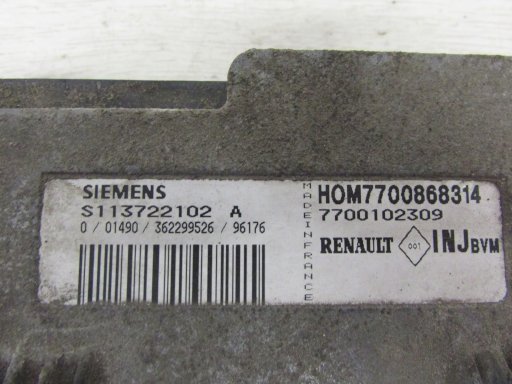 SIEMENS
S113722102 A
0 / 01490 / 362299526 / 96176
MADE IN FRANCE
HOM7700868314
7700102309
RENAULT 001 INJ BVM